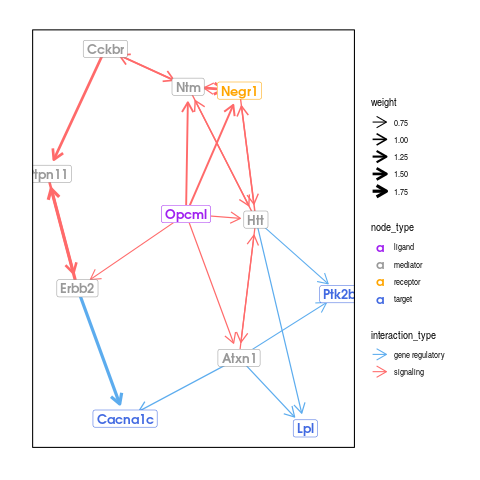 Cckbr
Ntm
Negr1
tpn11
Opcml
Htt
Erbb2
Ptk2b
Atxn1
Cacna1c
Lpl
weight
0.75
1.00
1.25
1.50
1.75
node_type
a ligand
a mediator
a receptor
a target
interaction_type
gene regulatory
signaling